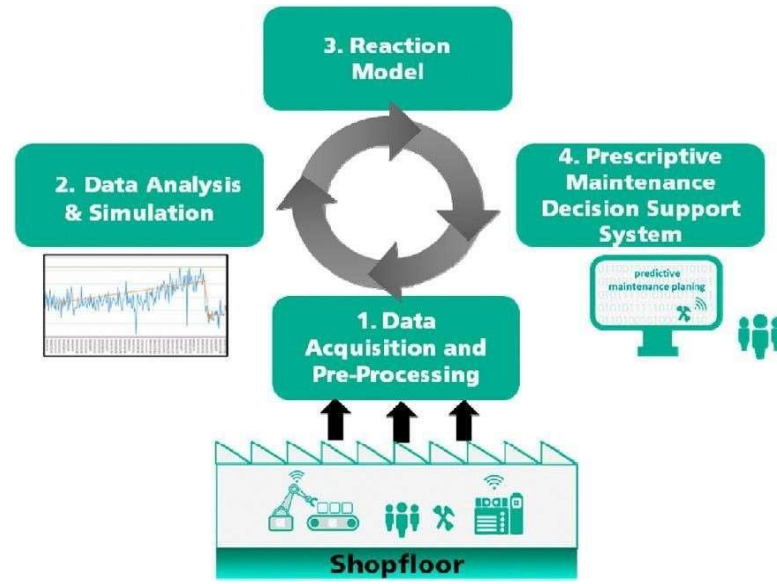 3. Reaction
Model
2. Data Analysis
& Simulation
4. Prescriptive
Maintenance
Decision Support
System
predictive
maintenance planing
1. Data
Acquisition and
Pre-Processing
Shopfloor